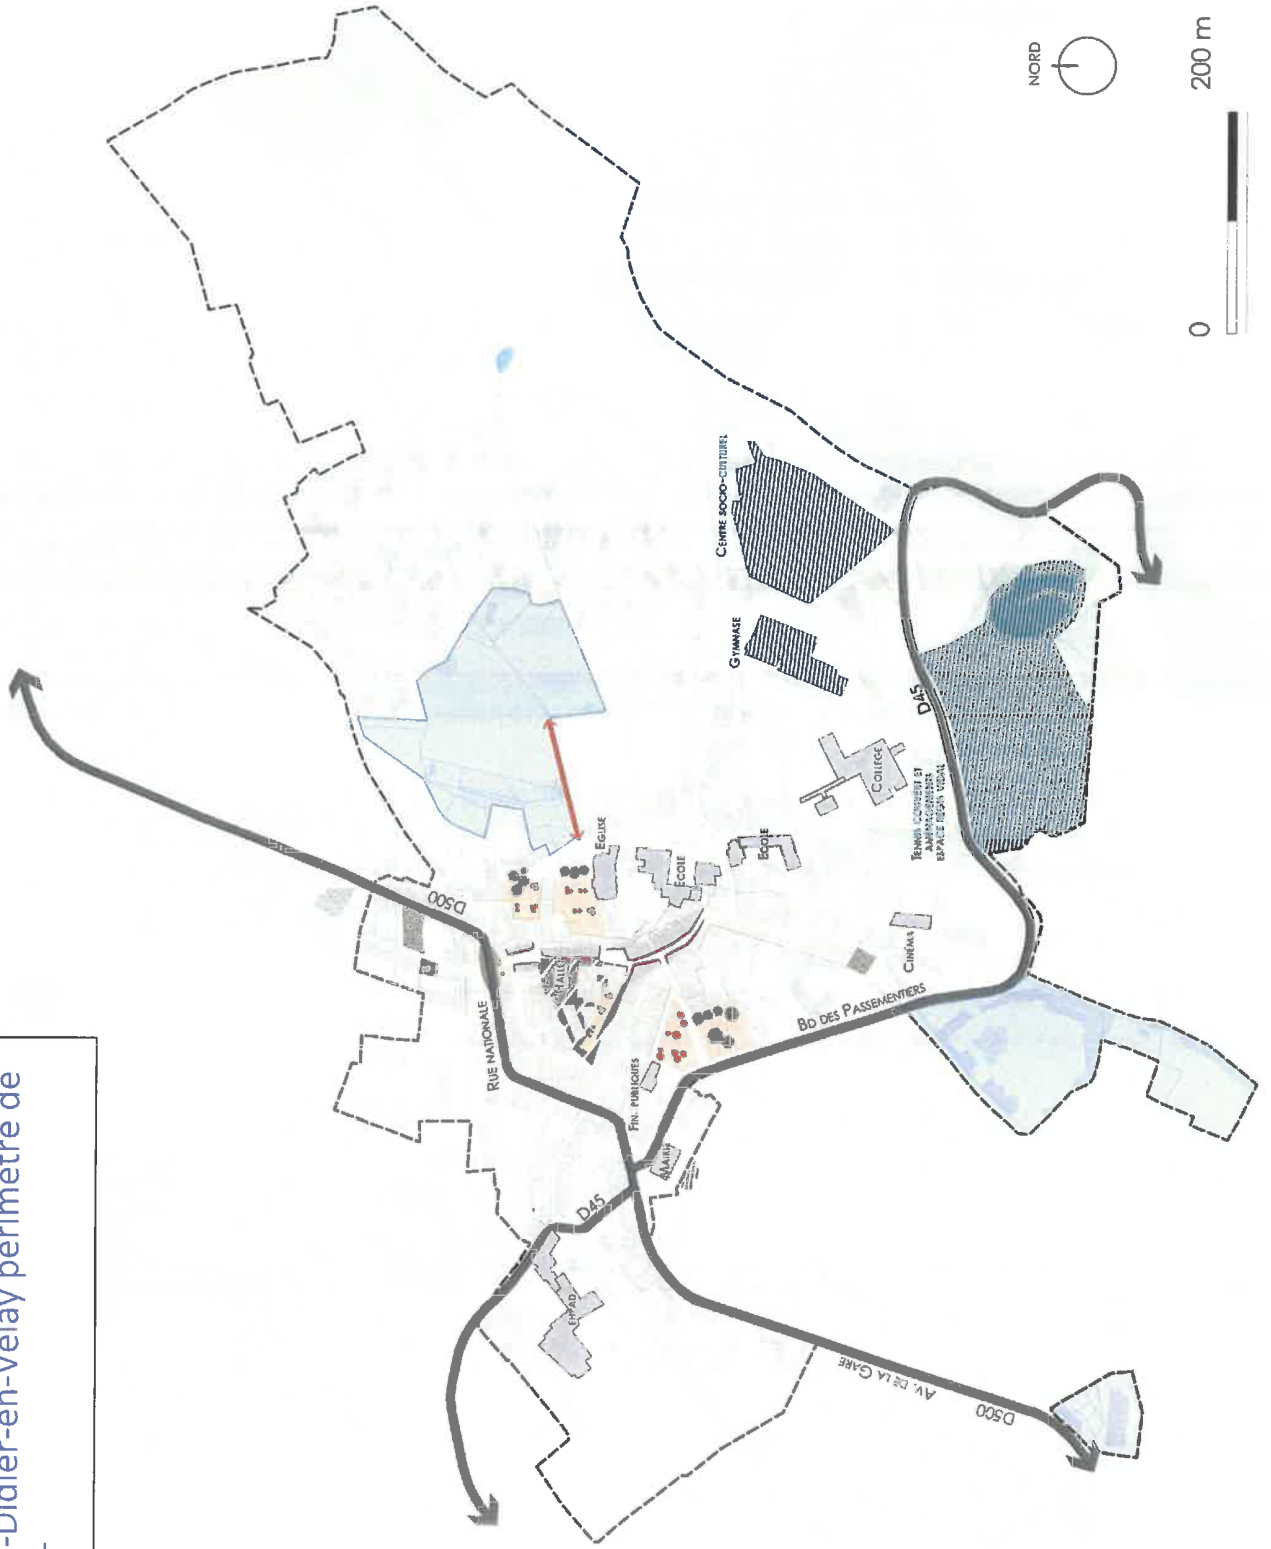 -Didier-en-Velay périmètre de
NORD
200 m
0
CENTRE SOCIO-CULTUREL
GYMNASE
D45
COLLEGE
TENNIS COUVERT ET
AMÉNAGEMENTS
ESPACE RÉGIS VIDAL
EGLISE
ECOLE
ECOLE
D500
HALLE
CINEMA
RUE NATIONALE
BD DES PASSEMENTIERS
FIN. PUBLIQUES
MAIRIE
D45
EHPAD
AV. DE LA GARE
D500